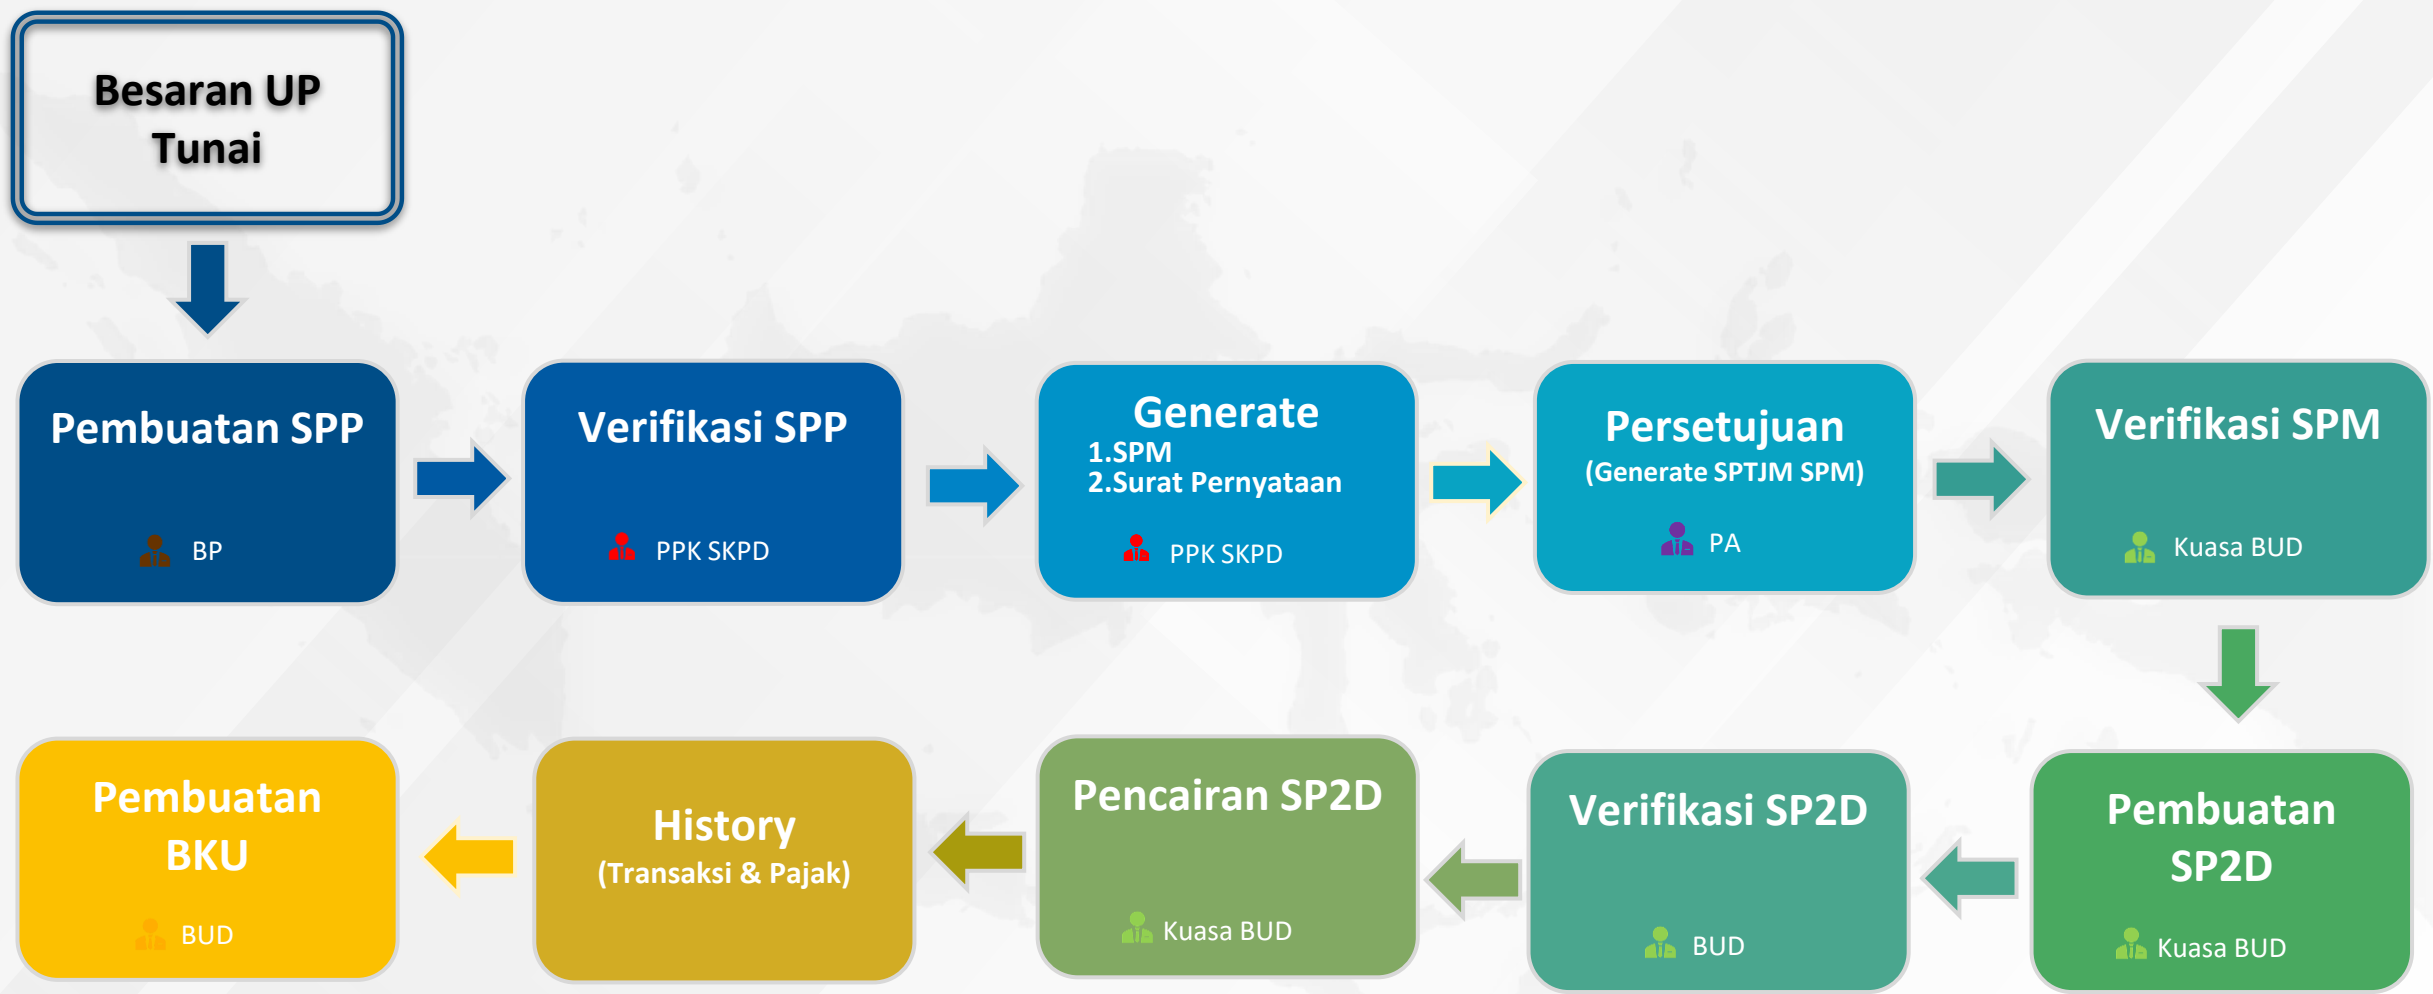 Besaran UP
Tunai
Pembuatan SPP
BP
Verifikasi SPP
PPK SKPD
Generate
1.SPM
2.Surat Pernyataan
PPK SKPD
Persetujuan
(Generate SPTJM SPM)
PA
Verifikasi SPM
Kuasa BUD
Pembuatan
SP2D
Kuasa BUD
Verifikasi SP2D
BUD
Pencairan SP2D
Kuasa BUD
History
(Transaksi & Pajak)
Pembuatan
BKU
BUD